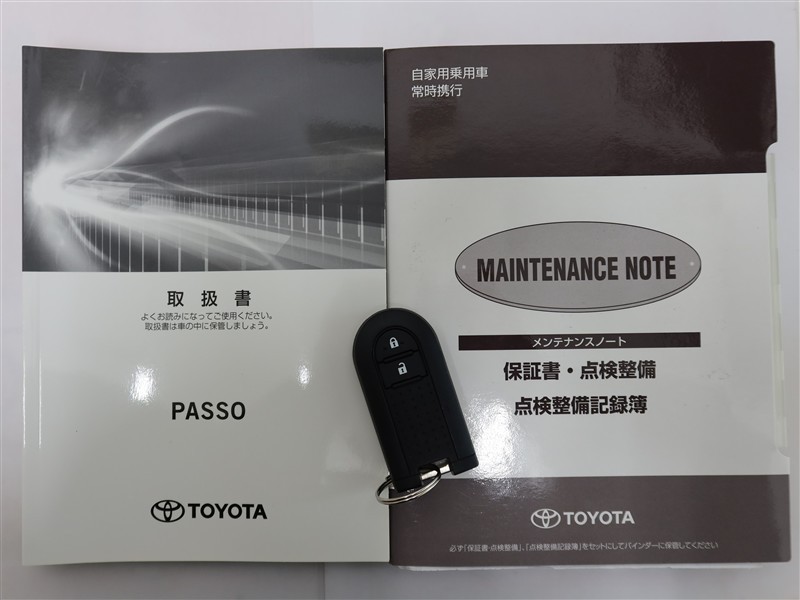 取扱書
よくお読みになってご使用ください。
取扱書は車の中に保管しましょう。
PASSO
TOYOTA
自家用乗用車
常時携行
MAINTENANCE NOTE
メンテナンスノート
保証書・点検整備
点検整備記録簿
TOYOTA
必ず「保証書・点検整備」、「点検整備記録簿」をセットにしてバインダーに保管してください